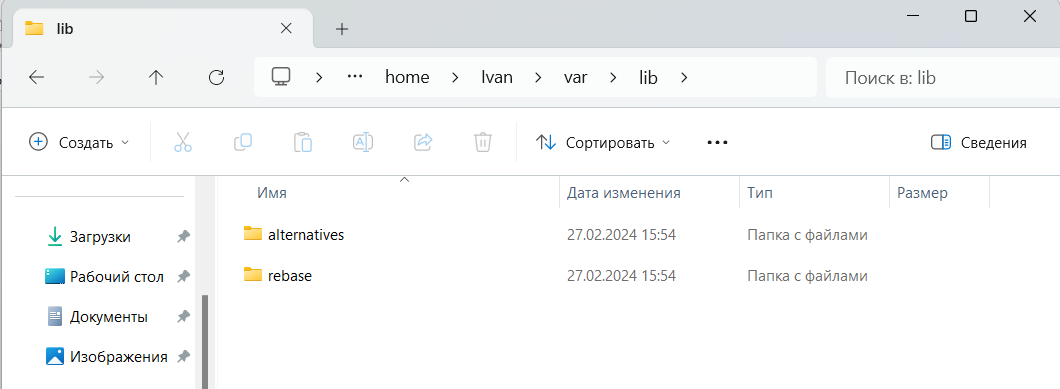 lib
home lvan var lib
Поиск в: lib
Создать
Сортировать
Сведения
Имя Дата изменения Тип Размер
Загрузки
Рабочий стол
Документы
Изображения
alternatives 27.02.2024 15:54 Папка с файлами
rebase 27.02.2024 15:54 Папка с файлами